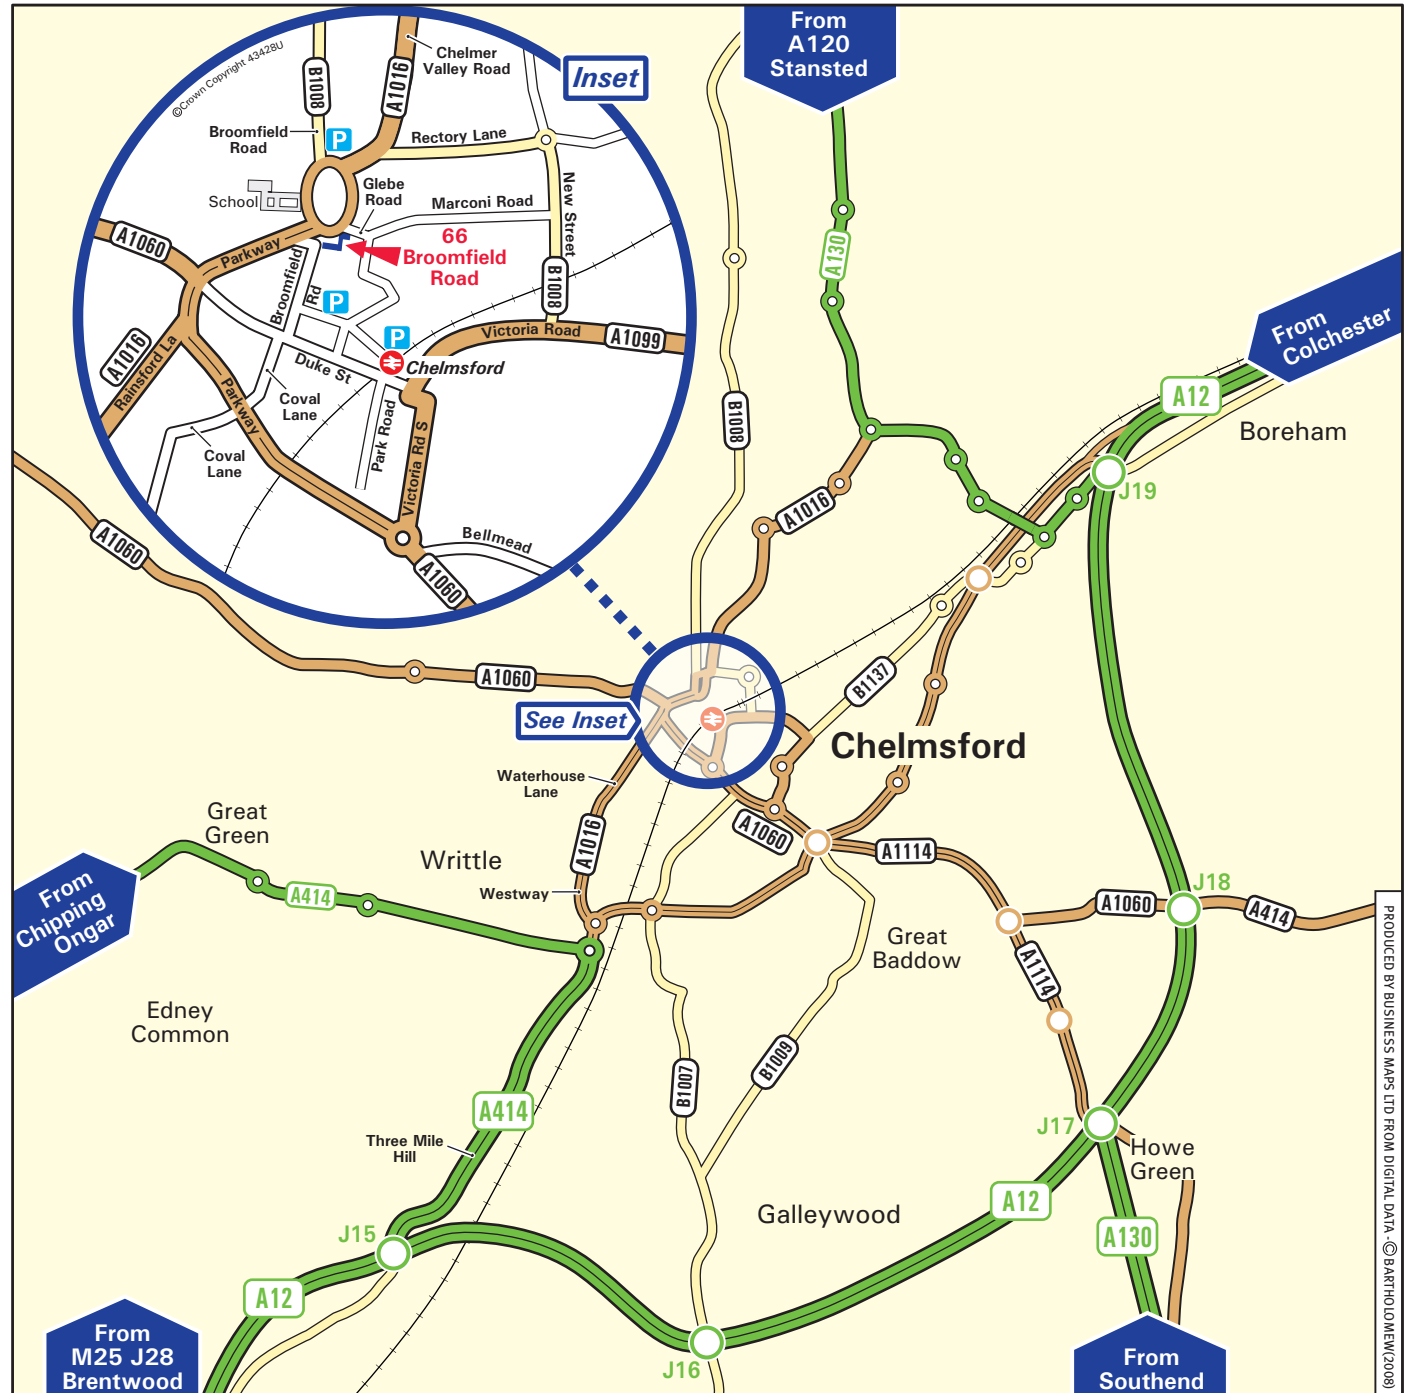 From
A120
Stansted
©Crown Copyright 43428U
Inset
Chelmer
Valley Road
B1008
A1016
Broomfield
Road
P
Rectory Lane
School
Glebe
Road
Marconi Road
New Street
A1060
Parkway
66
Broomfield
Road
Broomfield
Rd
P
B1008
A130
P
Victoria Road
A1099
From
Colchester
A1016
Rainsford La
Duke St
Chelmsford
Parkway
Coval
Lane
Park Road
Victoria Rd S
Coval
Lane
A12
Boreham
B1008
J19
A1016
A1060
Bellmead
A1060
A1060
See Inset
B1137
Chelmsford
Waterhouse
Lane
Great
Green
A1016
A1060
A1114
Writtle
Westway
From
Chipping
Ongar
A414
J18
A1060
A414
Great
Baddow
A1114
Edney
Common
B1009
B1007
A414
Three Mile
Hill
J17
Howe
Green
Galleywood
A12
A130
J15
A12
From
M25 J28
Brentwood
J16
From
Southend
PRODUCED BY BUSINESS MAPS LTD FROM DIGITAL DATA - © BARTHOLOMEW(2008)